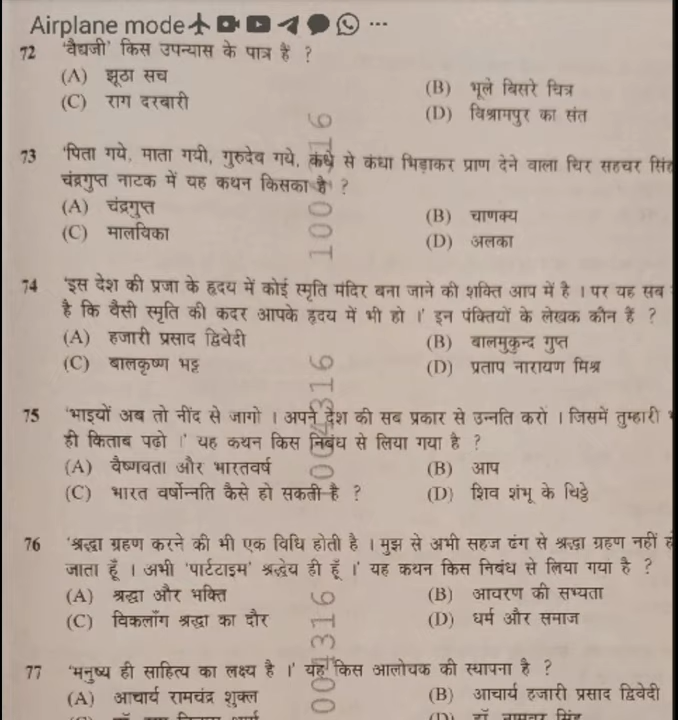 Airplane mode
72 'वैद्यजी' किस उपन्यास के पात्र हैं ?
(A) झूठा सच
(B) भूले बिसरे चित्र
(C) राग दरबारी
(D) विश्रामपुर का संत
73 'पिता गये, माता गयी, गुरुदेव गये, कंधे से कंधा भिड़ाकर प्राण देने वाला चिर सहचर सिंह
चंद्रगुप्त नाटक में यह कथन किसका है ?
(A) चंद्रगुप्त
(B) चाणक्य
(C) मालविका
(D) अलका
74 'इस देश की प्रजा के हृदय में कोई स्मृति मंदिर बना जाने की शक्ति आप में है । पर यह सब
है कि वैसी स्मृति की कदर आपके हृदय में भी हो ।' इन पंक्तियों के लेखक कौन हैं ?
(A) हजारी प्रसाद द्विवेदी
(B) बालमुकुन्द गुप्त
(C) बालकृष्ण भट्ट
(D) प्रताप नारायण मिश्र
75 'भाइयों अब तो नींद से जागो । अपने देश की सब प्रकार से उन्नति करो । जिसमें तुम्हारी
ही किताब पढ़ो ।' यह कथन किस निबंध से लिया गया है ?
(A) वैष्णवता और भारतवर्ष
(B) आप
(C) भारत वर्षोन्नति कैसे हो सकती है ?
(D) शिव शंभू के चिठ्ठे
76 'श्रद्धा ग्रहण करने की भी एक विधि होती है । मुझ से अभी सहज ढंग से श्रद्धा ग्रहण नहीं
जाता हूँ । अभी 'पार्टटाइम' श्रद्धेय ही हूँ ।' यह कथन किस निबंध से लिया गया है ?
(A) श्रद्धा और भक्ति
(B) आचरण की सभ्यता
(C) विकलाँग श्रद्धा का दौर
(D) धर्म और समाज
77 'मनुष्य ही साहित्य का लक्ष्य है ।' यह किस आलोचक की स्थापना है ?
(A) आचार्य रामचंद्र शुक्ल
(B) आचार्य हजारी प्रसाद द्विवेदी
(D) डॉ नामवर सिंह
004316